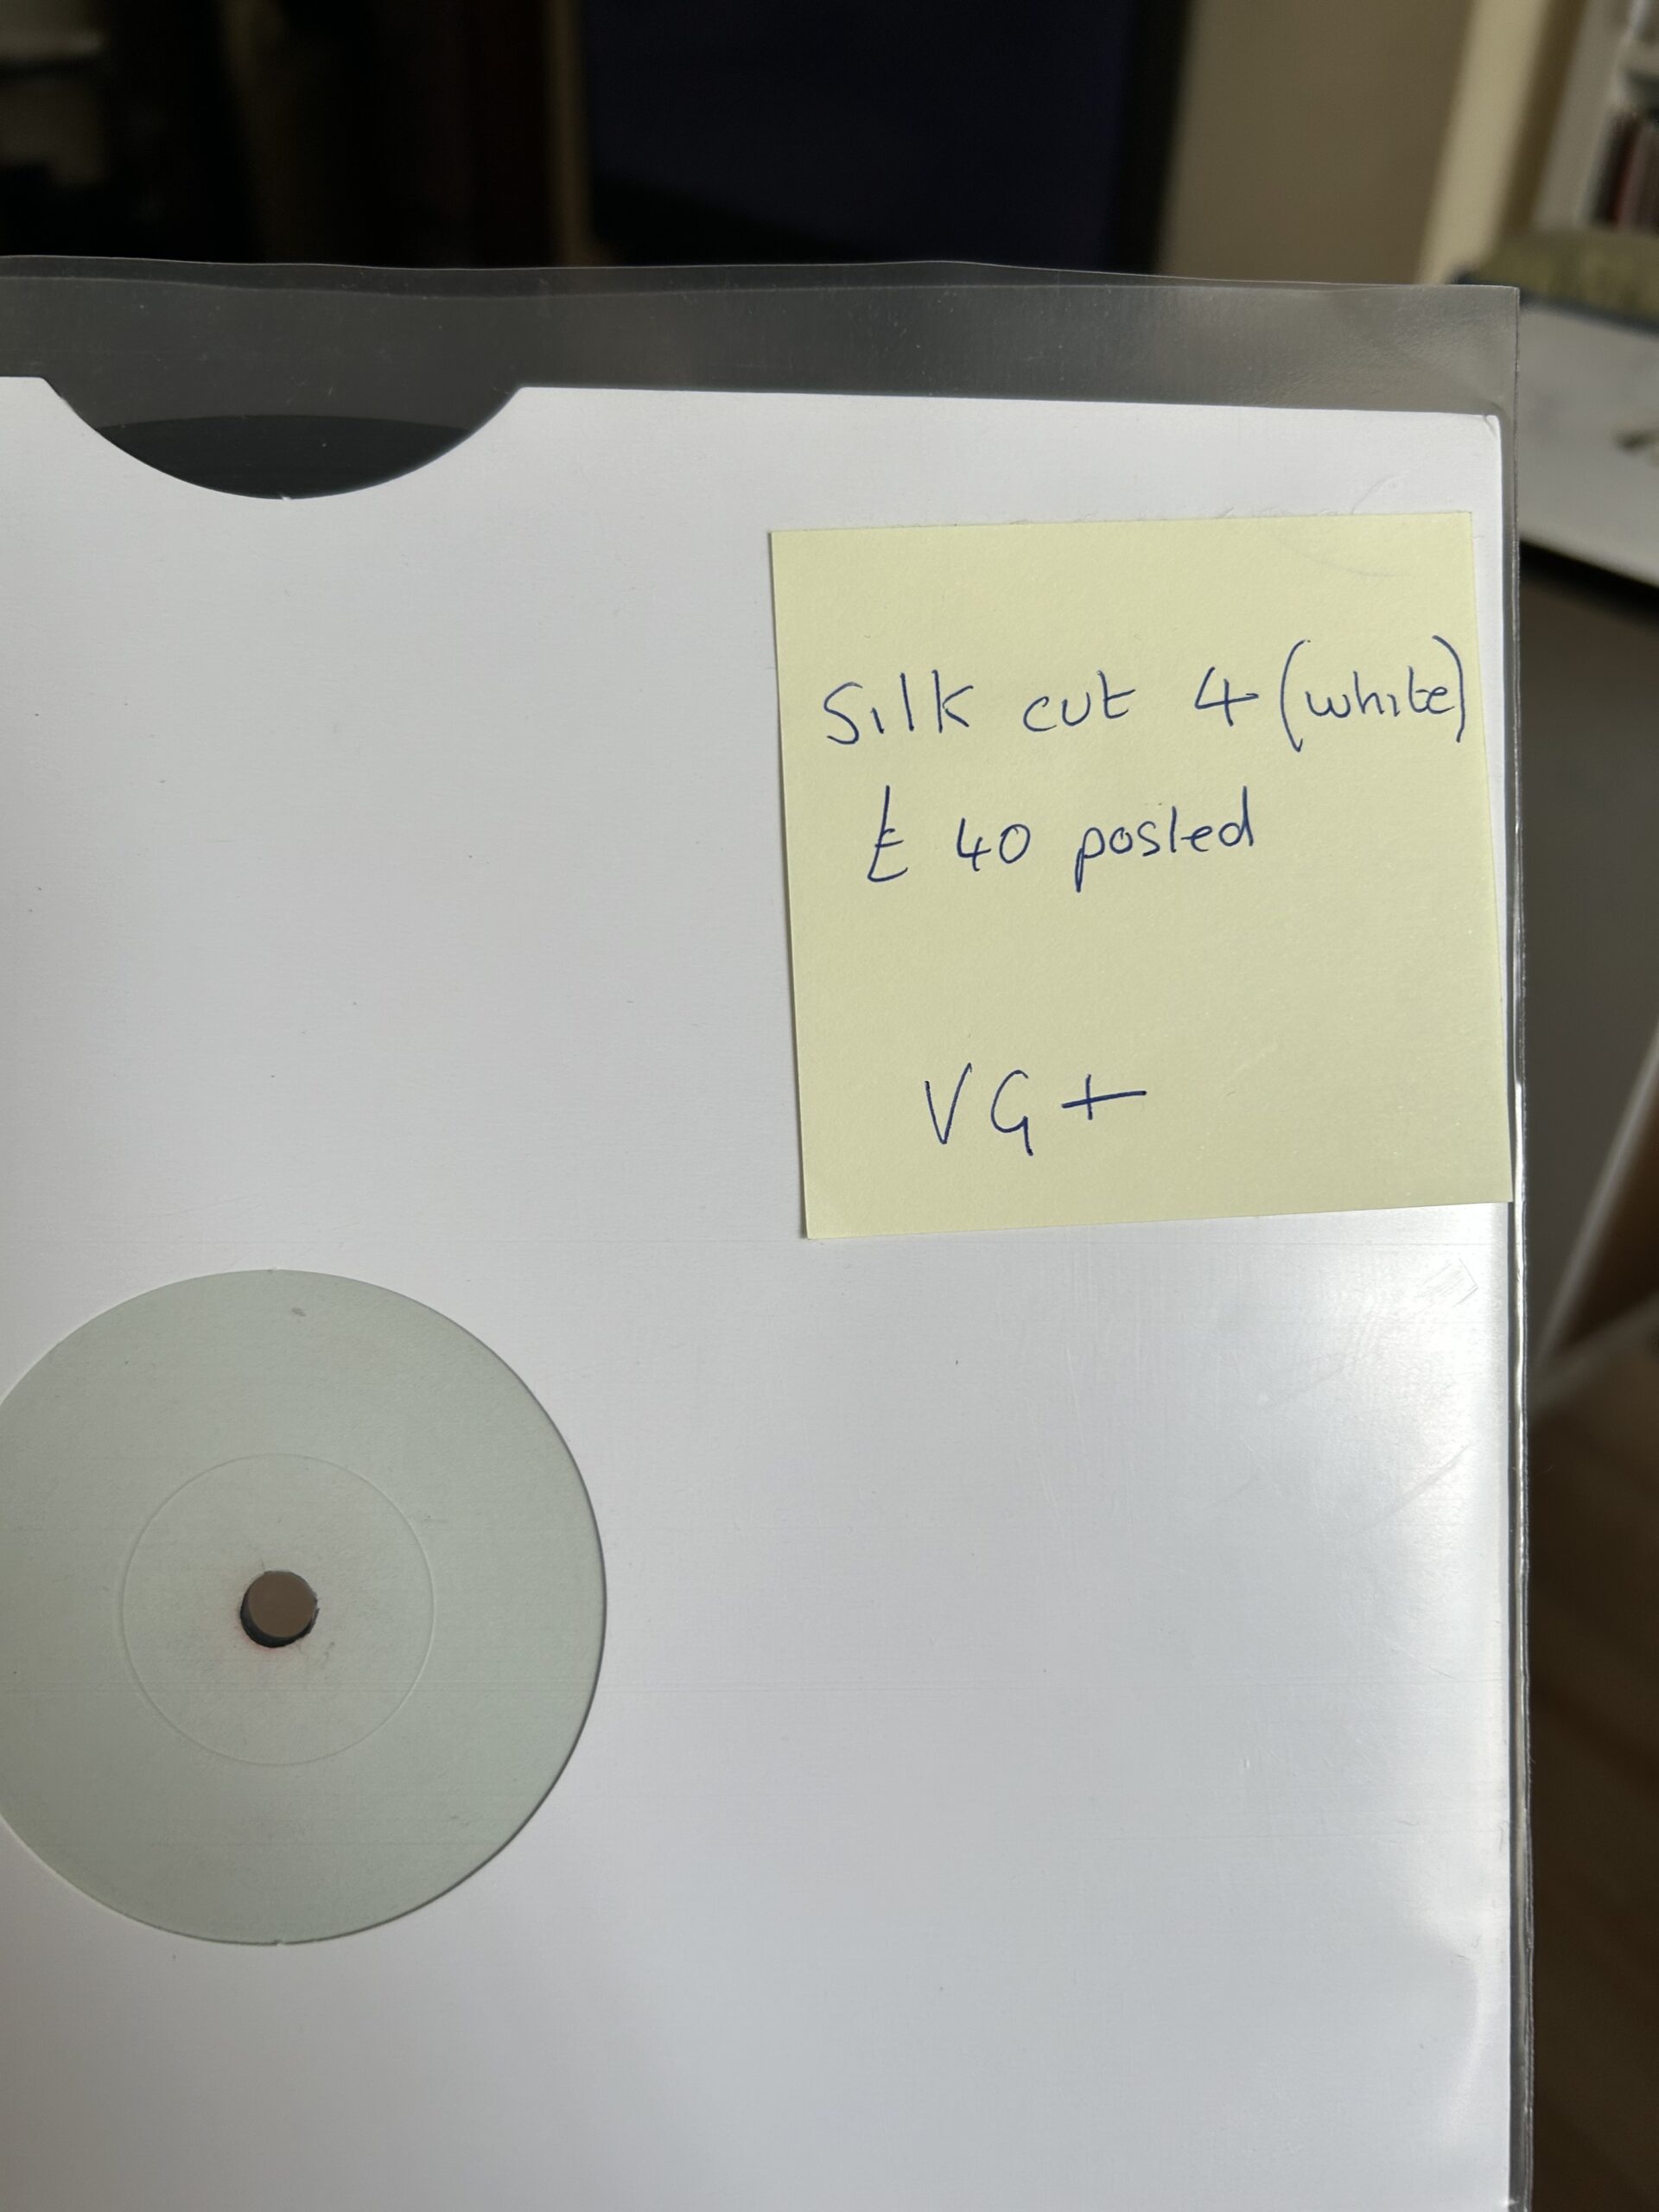 Silk cut 4 (white)
£ 40 posted
VG+